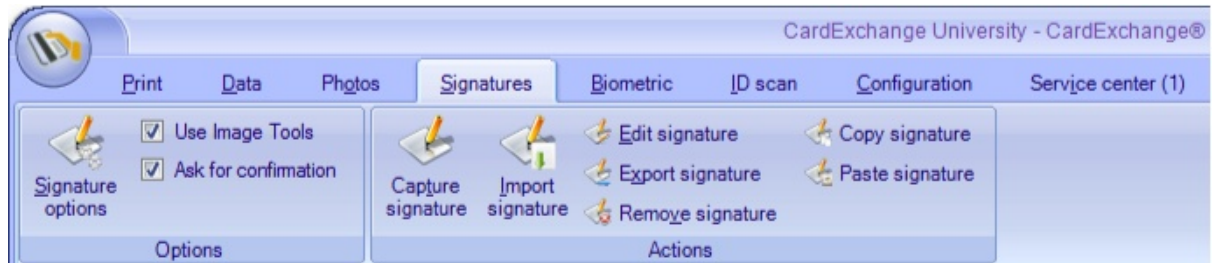 CardExchange University - CardExchange®
Print Data Photos Signatures Biometric ID scan Configuration Service center (1)
Signature options
Use Image Tools
Ask for confirmation
Options
Capture signature
Import signature
Edit signature
Export signature
Remove signature
Copy signature
Paste signature
Actions